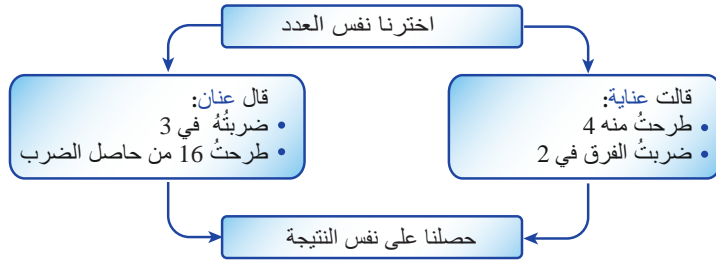 اخترنا نفس العدد
قالت عناية:
• طرحتُ منه 4
• ضربتُ الفرق في 2
قال عنان:
• ضربتُهُ في 3
• طرحتُ 16 من حاصل الضرب
حصلنا على نفس النتيجة